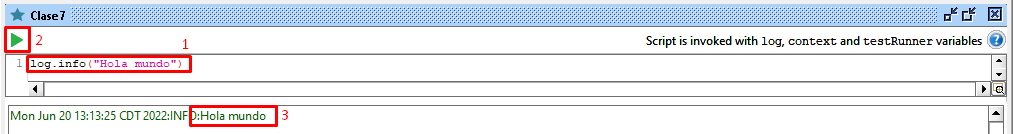 Clase7
2
1
Script is invoked with log, context and testRunner variables
?
1 log.info("Hola mundo")
Mon Jun 20 13:13:25 CDT 2022:INFO:Hola mundo
3